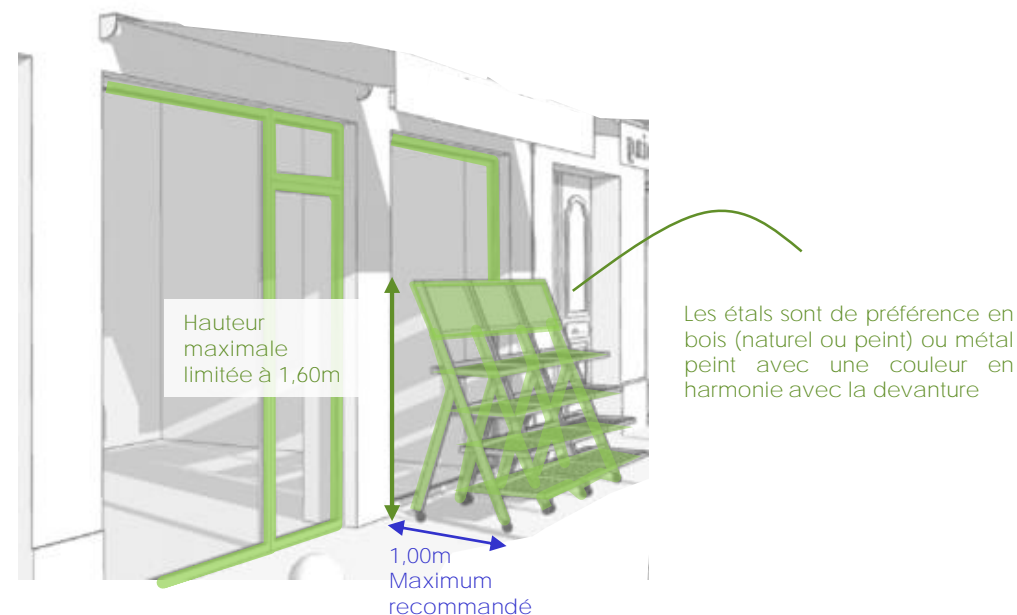 Hauteur
maximale
limitée à 1,60m
Les étals sont de préférence en
bois (naturel ou peint) ou métal
peint avec une couleur en
harmonie avec la devanture
1,00m
Maximum
recommandé